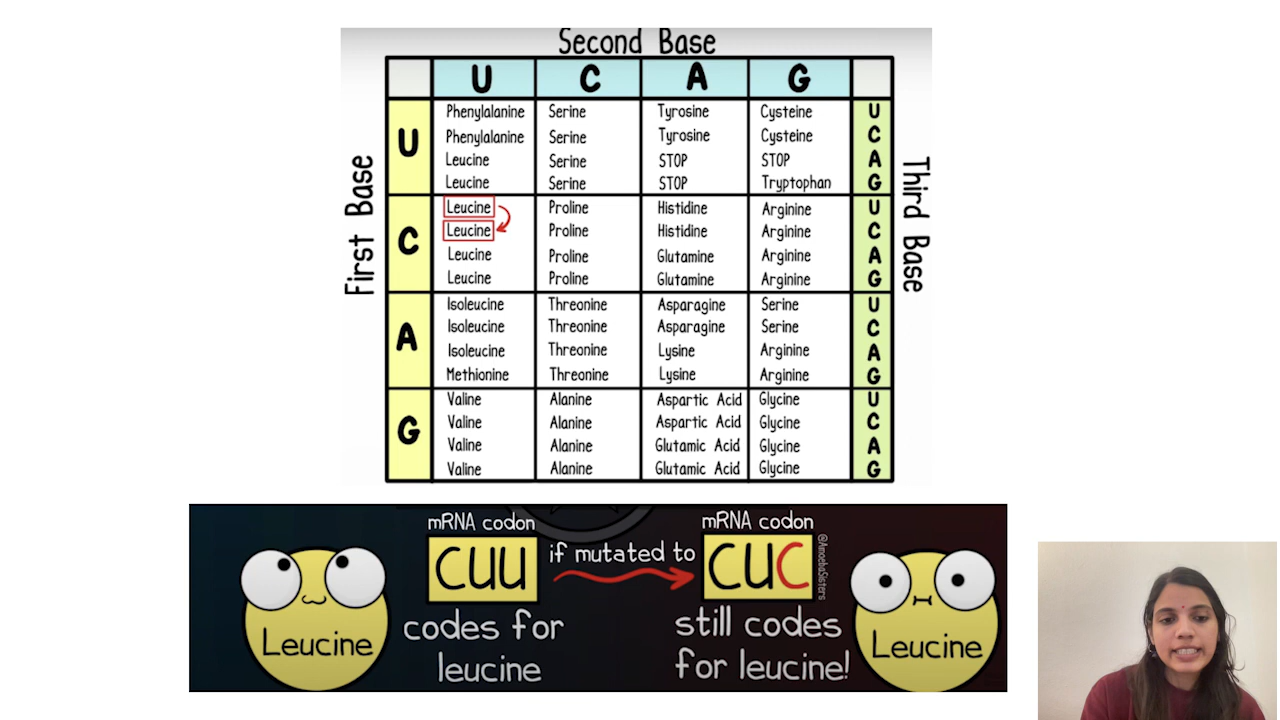 Second Base
U C A G
First Base
Third Base
U
Phenylalanine Serine Tyrosine Cysteine U
Phenylalanine Serine Tyrosine Cysteine C
Leucine Serine STOP STOP A
Leucine Serine STOP Tryptophan G
C
Leucine Proline Histidine Arginine U
Leucine Proline Histidine Arginine C
Leucine Proline Glutamine Arginine A
Leucine Proline Glutamine Arginine G
A
Isoleucine Threonine Asparagine Serine U
Isoleucine Threonine Asparagine Serine C
Isoleucine Threonine Lysine Arginine A
Methionine Threonine Lysine Arginine G
G
Valine Alanine Aspartic Acid Glycine U
Valine Alanine Aspartic Acid Glycine C
Valine Alanine Glutamic Acid Glycine A
Valine Alanine Glutamic Acid Glycine G
Leucine
mRNA codon
CUU
codes for
leucine
if mutated to
mRNA codon
CUC
still codes
for leucine!
@AmoebaSisters
Leucine